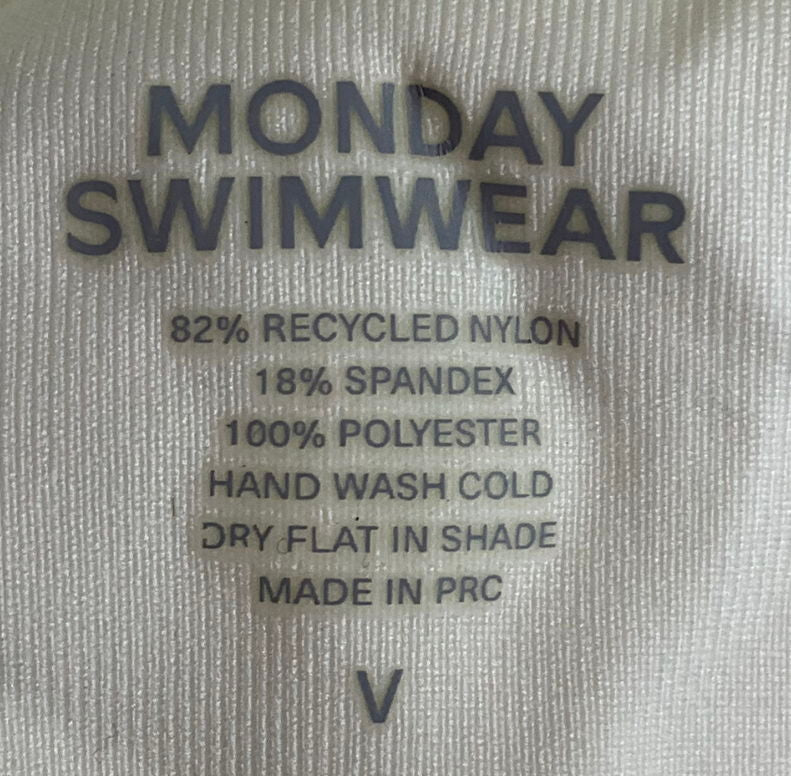 MONDAY
SWIMWEAR
82% RECYCLED NYLON
18% SPANDEX
100% POLYESTER
HAND WASH COLD
DRY FLAT IN SHADE
MADE IN PRC
V